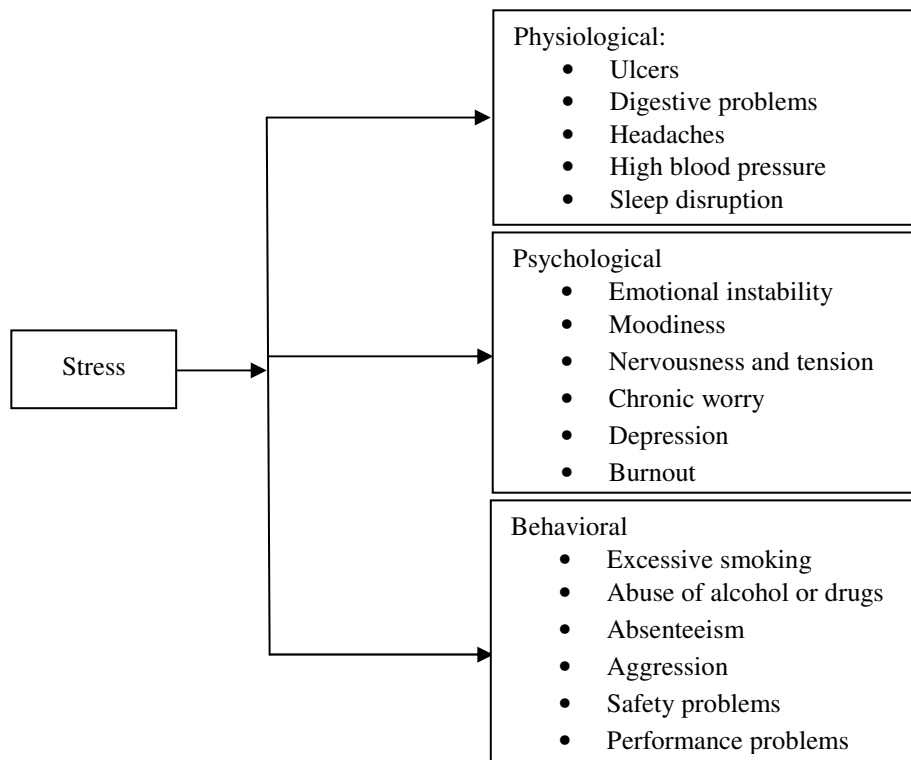 Physiological:
• Ulcers
• Digestive problems
• Headaches
• High blood pressure
• Sleep disruption
Psychological
• Emotional instability
• Moodiness
• Nervousness and tension
• Chronic worry
• Depression
• Burnout
Stress
Behavioral
• Excessive smoking
• Abuse of alcohol or drugs
• Absenteeism
• Aggression
• Safety problems
• Performance problems